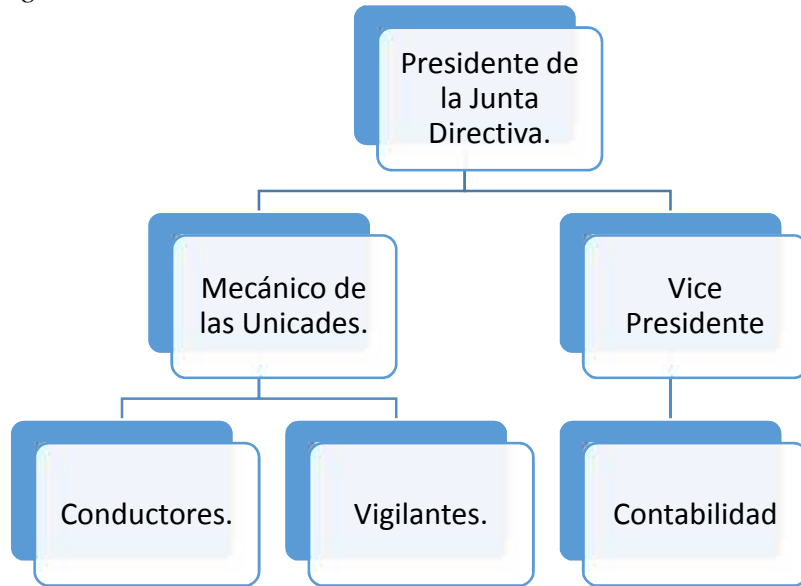 Presidente de
la Junta
Directiva.
Mecánico de
las Unicades.
Vice
Presidente
Conductores.
Vigilantes.
Contabilidad